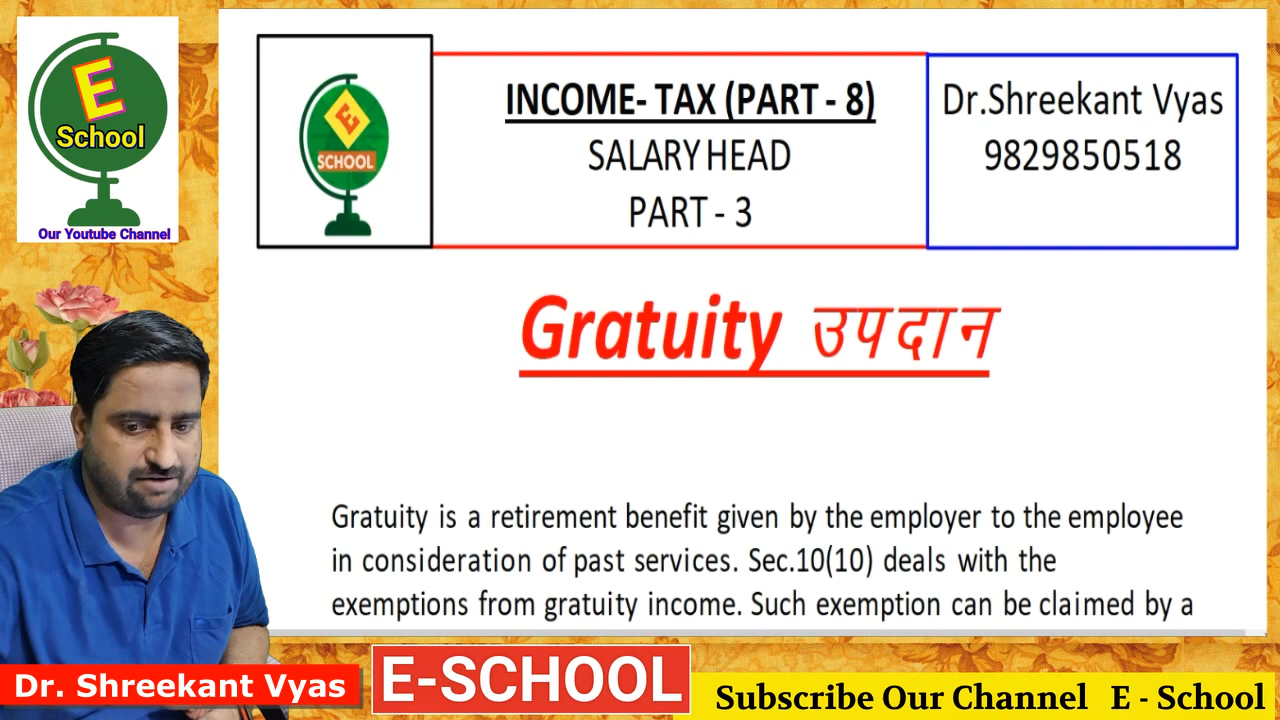 E
School
Our Youtube Channel
E
SCHOOL
INCOME- TAX (PART - 8)
SALARY HEAD
PART - 3
Dr.Shreekant Vyas
9829850518
Gratuity उपदान
Gratuity is a retirement benefit given by the employer to the employee
in consideration of past services. Sec.10(10) deals with the
exemptions from gratuity income. Such exemption can be claimed by a
Dr. Shreekant Vyas
E-SCHOOL
Subscribe Our Channel E - School